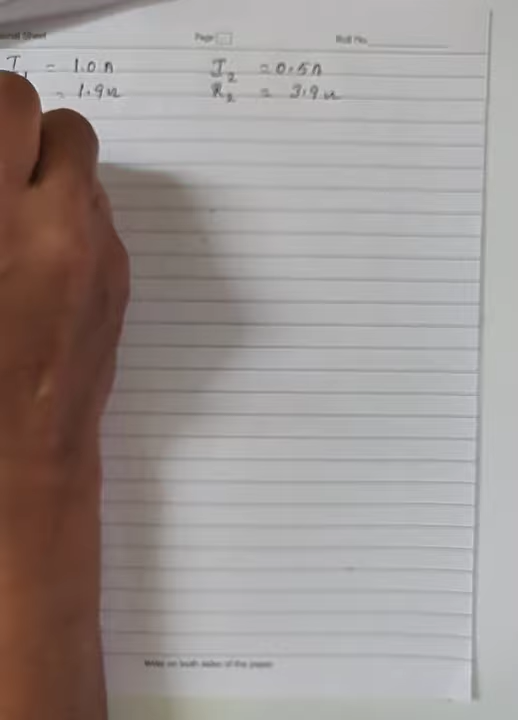 Page
Roll No.
I₁ = 1.0 A I₂ = 0.5 A
= 1.9 Ω R₂ = 3.9 Ω
Write on both sides of the paper